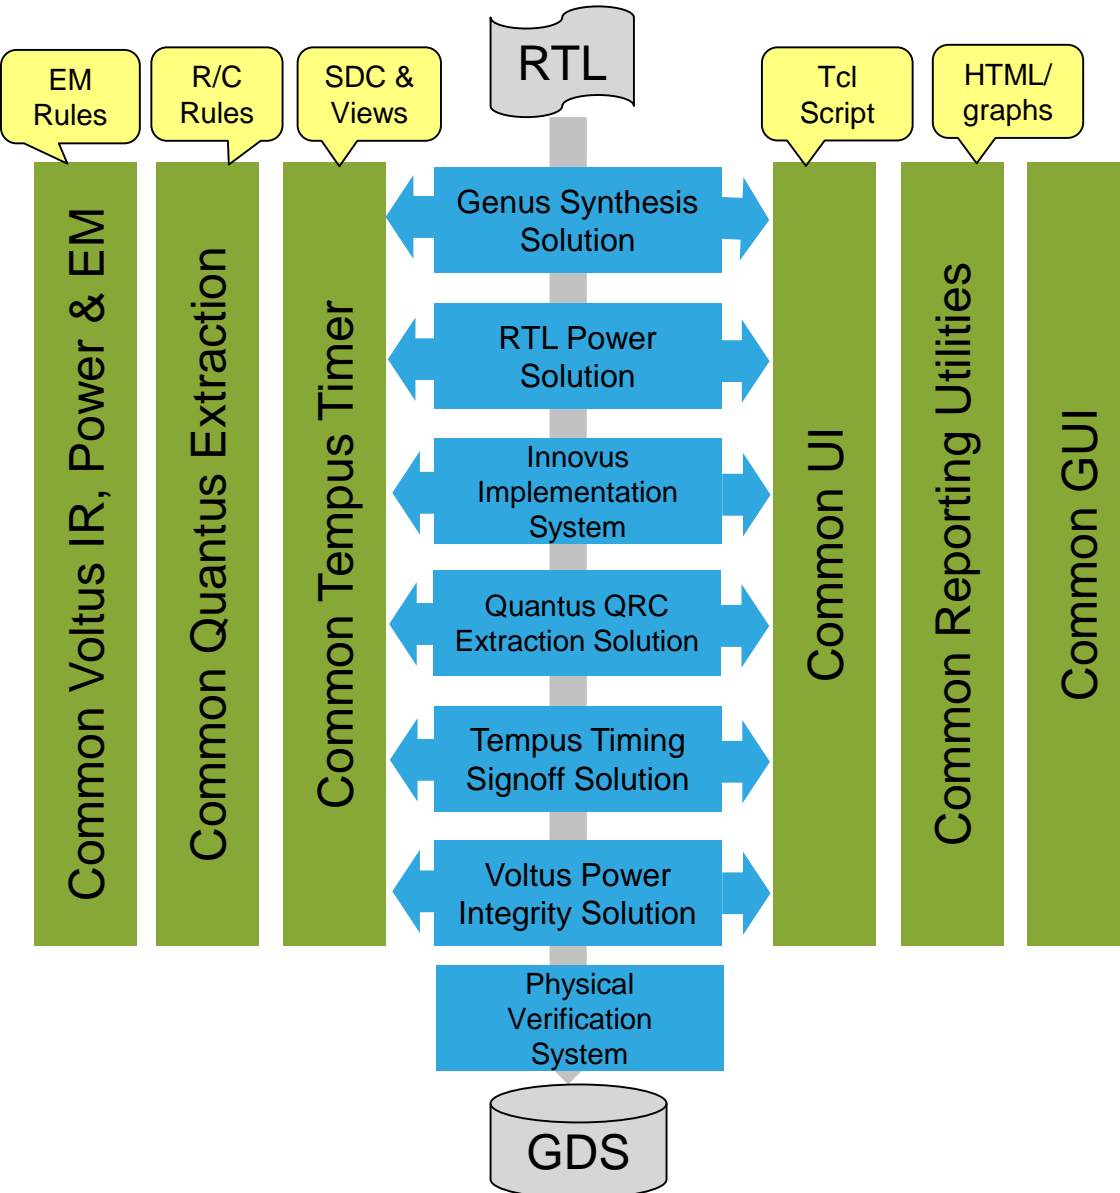 RTL
EM
Rules
R/C
Rules
SDC &
Views
Tcl
Script
HTML/
graphs
Common Voltus IR, Power & EM
Common Quantus Extraction
Common Tempus Timer
Genus Synthesis
Solution
RTL Power
Solution
Innovus
Implementation
System
Quantus QRC
Extraction Solution
Tempus Timing
Signoff Solution
Voltus Power
Integrity Solution
Physical
Verification
System
Common UI
Common Reporting Utilities
Common GUI
GDS